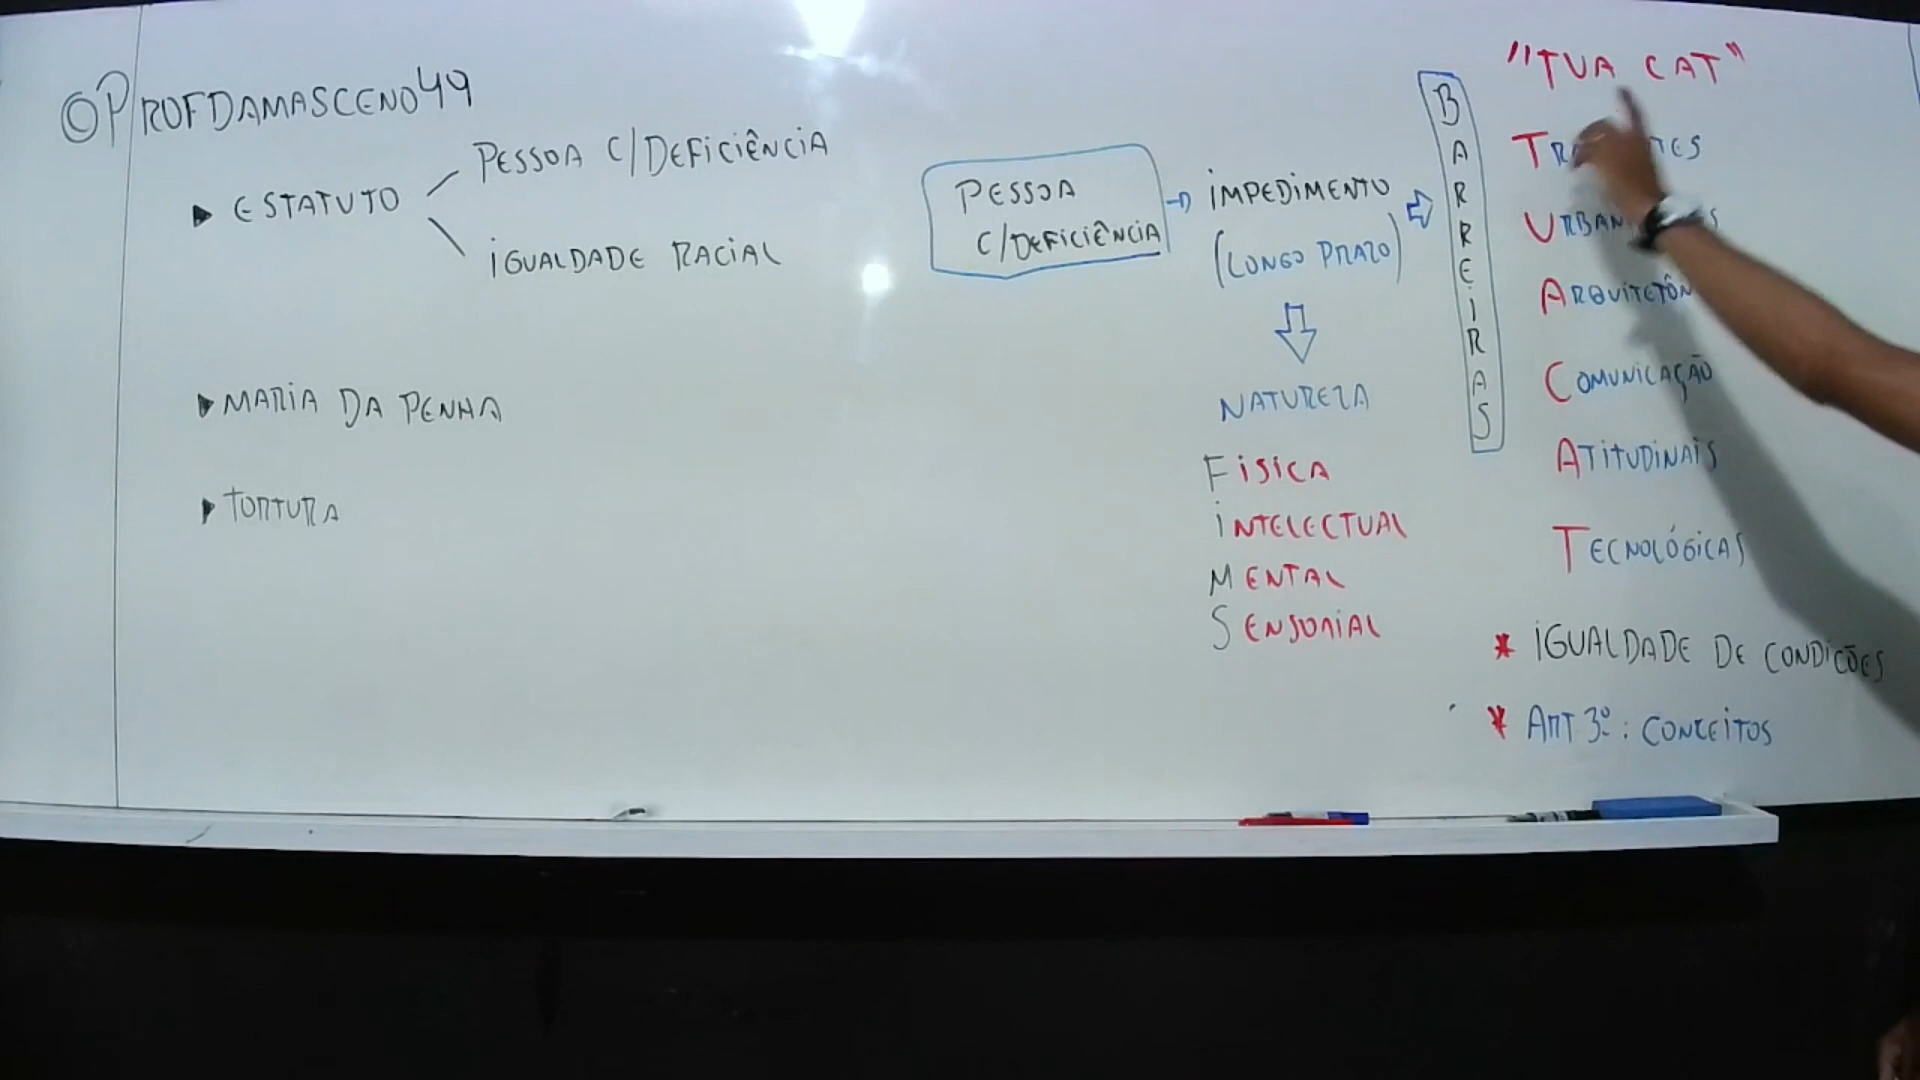 @PROFDAMASCENO49
▶ ESTATUTO
PESSOA C/DEFICIÊNCIA
IGUALDADE RACIAL
▶ MARIA DA PENHA
▶ TORTURA
PESSOA
C/DEFICIÊNCIA
IMPEDIMENTO
(LONGO PRAZO)
NATUREZA
FISICA
INTELECTUAL
MENTAL
SENSORIAL
BARREIRAS
"TUA CAT"
ARQUITETÔN
COMUNICAÇÃO
ATITUDINAIS
TECNOLÓGICAS
* IGUALDADE DE CONDIÇÕES
* ART 3º: CONCEITOS